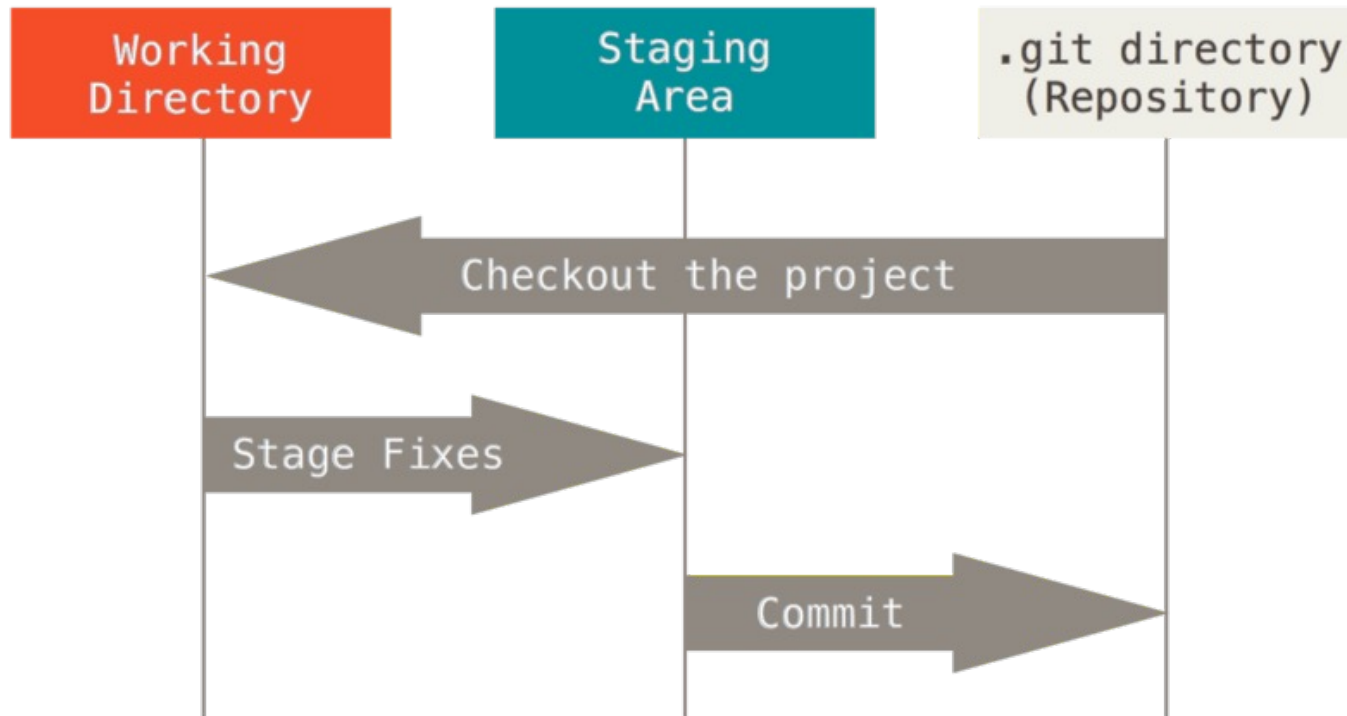 Working
Directory
Staging
Area
.git directory
(Repository)
Checkout the project
Stage Fixes
Commit